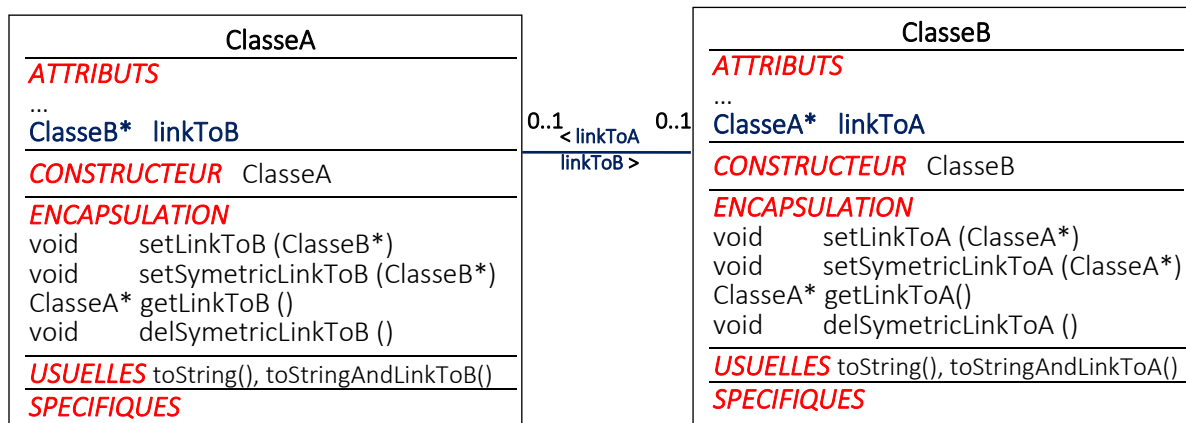 ClasseA
ATTRIBUTS
...
ClasseB* linkToB
CONSTRUCTEUR ClasseA
ENCAPSULATION
void setLinkToB (ClasseB*)
void setSymetricLinkToB (ClasseB*)
ClasseA* getLinkToB ()
void delSymetricLinkToB ()
USUELLES toString(), toStringAndLinkToB()
SPECIFIQUES
0..1 0..1
< linkToA
linkToB >
ClasseB
ATTRIBUTS
...
ClasseA* linkToA
CONSTRUCTEUR ClasseB
ENCAPSULATION
void setLinkToA (ClasseA*)
void setSymetricLinkToA (ClasseA*)
ClasseA* getLinkToA()
void delSymetricLinkToA ()
USUELLES toString(), toStringAndLinkToA()
SPECIFIQUES